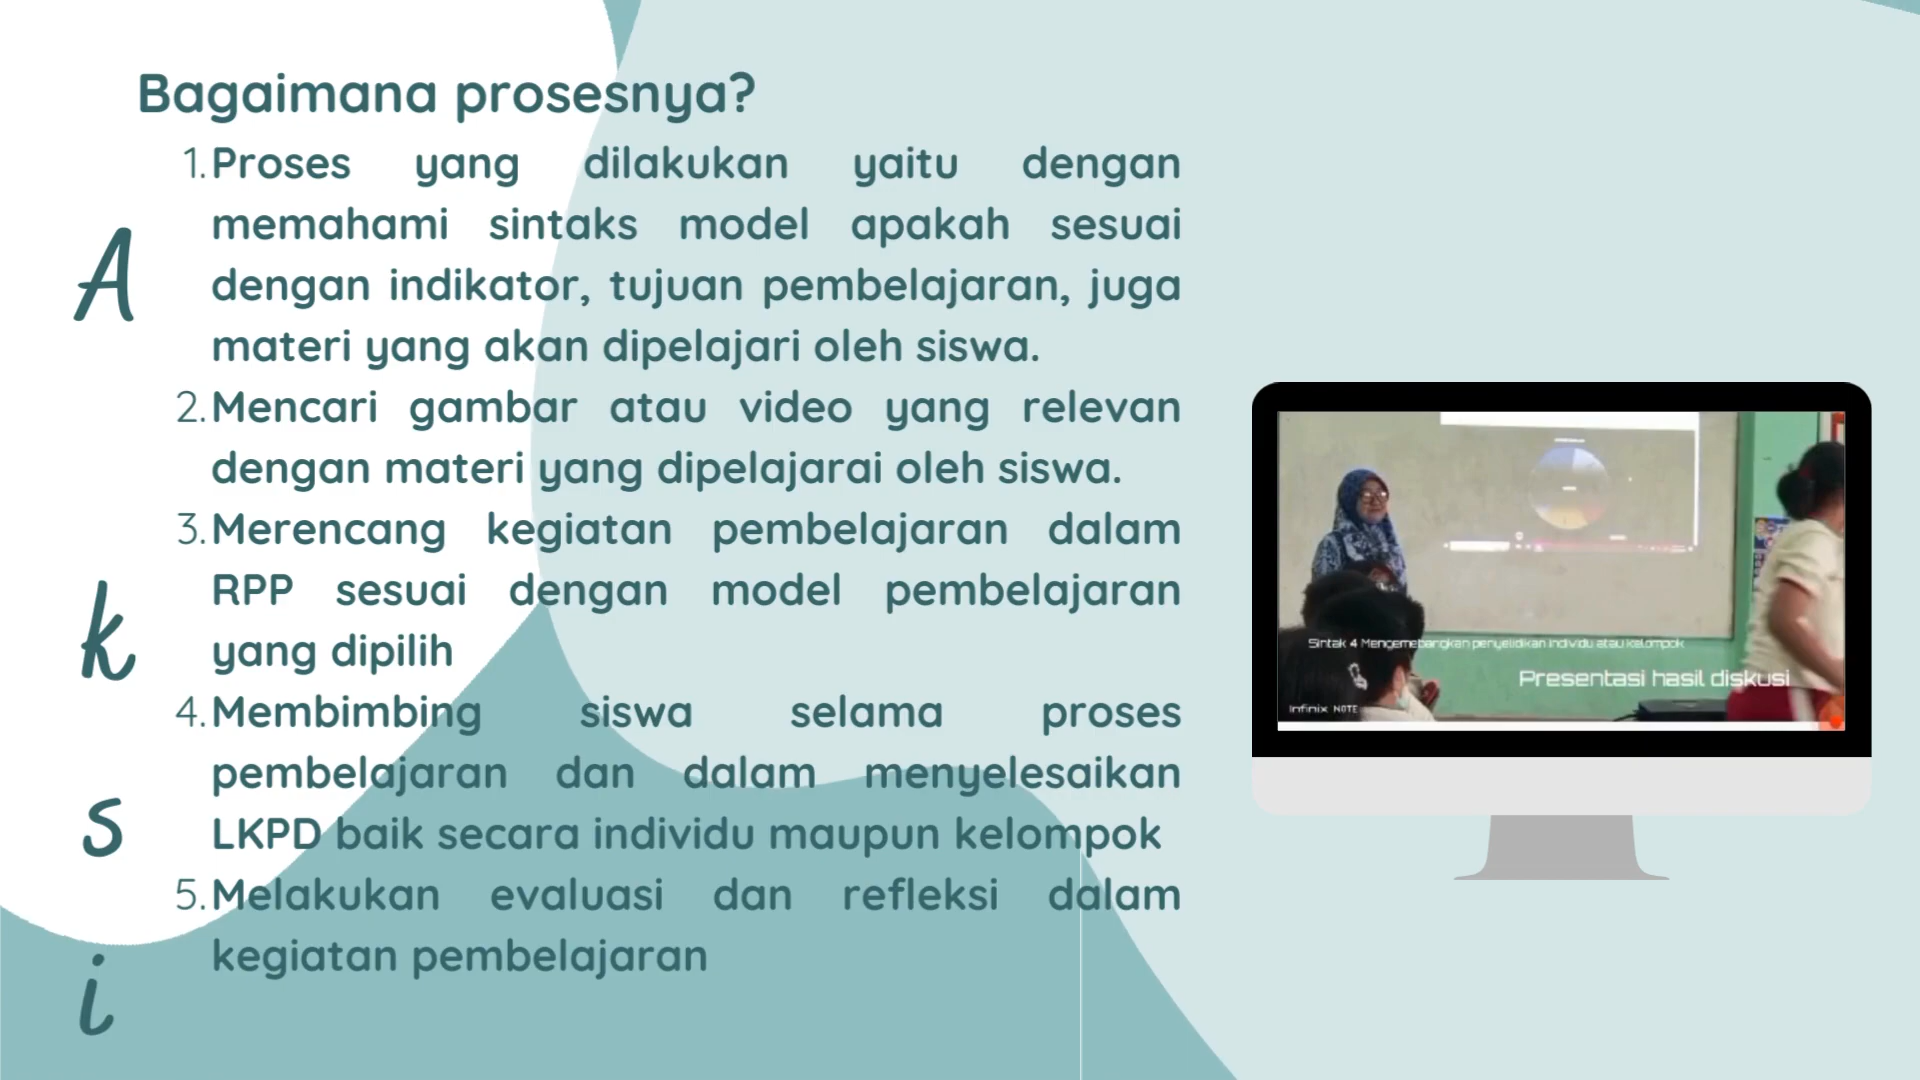 Bagaimana prosesnya?
1. Proses yang dilakukan yaitu dengan
memahami sintaks model apakah sesuai
dengan indikator, tujuan pembelajaran, juga
materi yang akan dipelajari oleh siswa.
2. Mencari gambar atau video yang relevan
dengan materi yang dipelajarai oleh siswa.
3. Merencang kegiatan pembelajaran dalam
RPP sesuai dengan model pembelajaran
yang dipilih
4. Membimbing siswa selama proses
pembelajaran dan dalam menyelesaikan
LKPD baik secara individu maupun kelompok
5. Melakukan evaluasi dan refleksi dalam
kegiatan pembelajaran
A
k
s
i
Sintak 4 Mengemebangkan penyelidikan individu atau kelompok
Presentasi hasil diskusi
Infinix NOTE